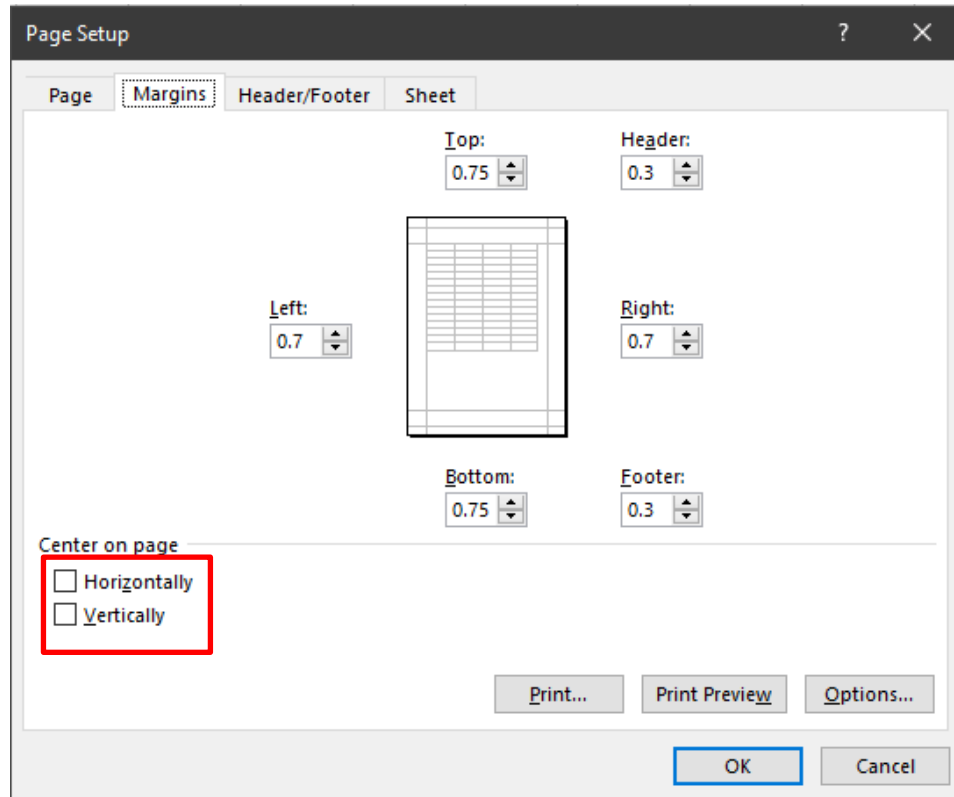 Page Setup ? ×
Page Margins Header/Footer Sheet
Top: Header:
0.75 0.3
Left: Right:
0.7 0.7
Bottom: Footer:
0.75 0.3
Center on page
Horizontally
Vertically
Print... Print Preview Options...
OK Cancel